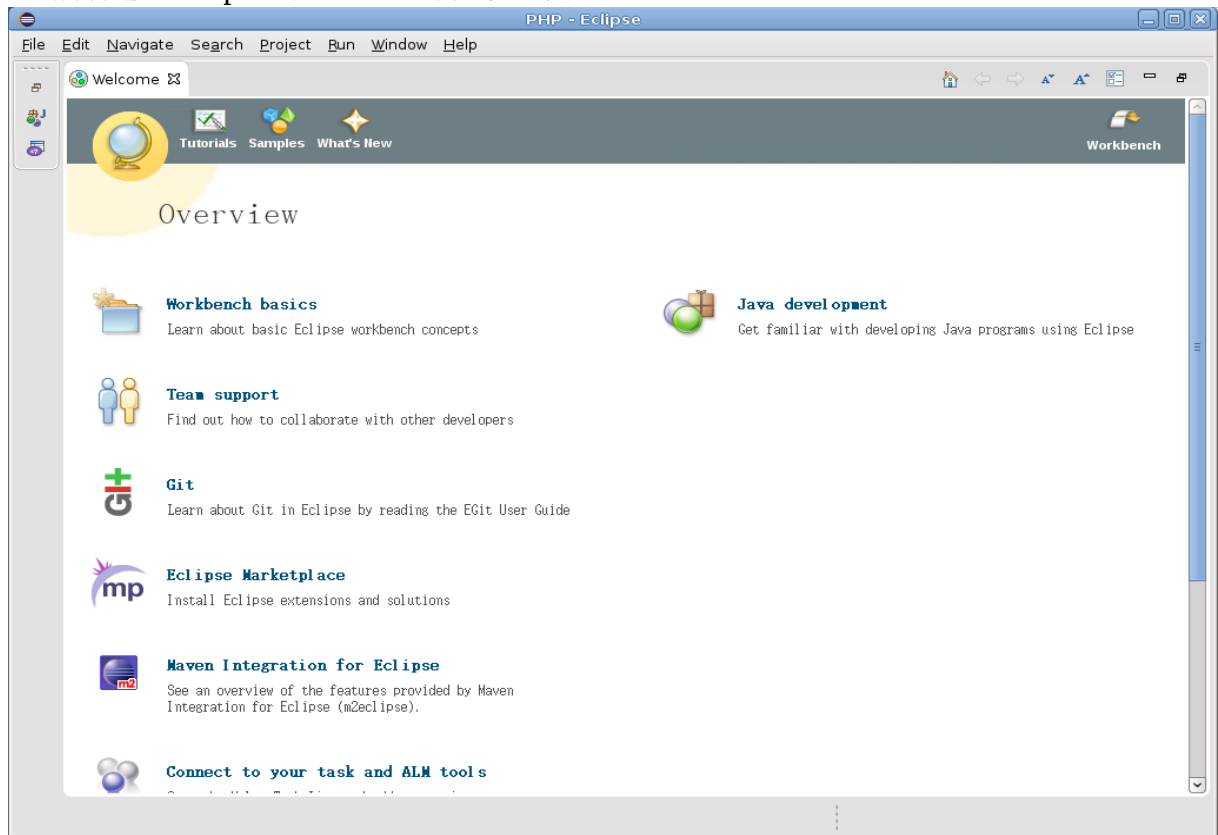 PHP - Eclipse
File Edit Navigate Search Project Run Window Help
Welcome
Tutorials Samples What's New
Workbench
Overview
Workbench basics
Learn about basic Eclipse workbench concepts
Java development
Get familiar with developing Java programs using Eclipse
Team support
Find out how to collaborate with other developers
Git
Git
Learn about Git in Eclipse by reading the EGit User Guide
mp
Eclipse Marketplace
Install Eclipse extensions and solutions
m2
Maven Integration for Eclipse
See an overview of the features provided by Maven
Integration for Eclipse (m2eclipse).
Connect to your task and ALM tools